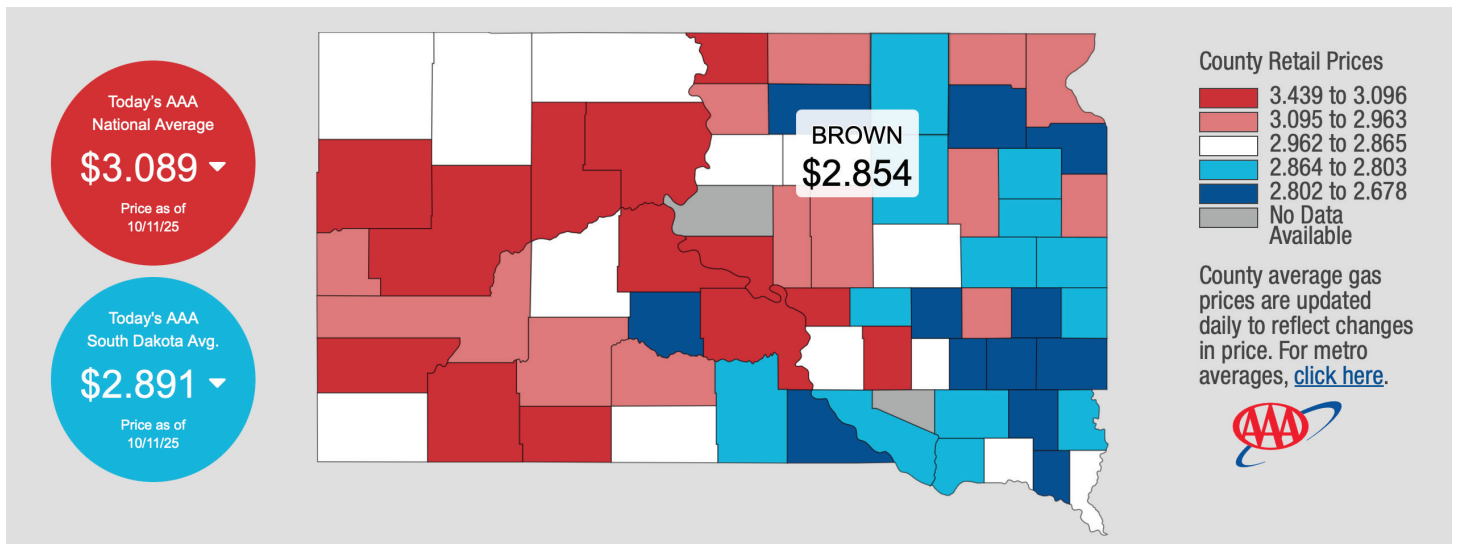 Today's AAA
National Average
$3.089
Price as of
10/11/25
Today's AAA
South Dakota Avg.
$2.891
Price as of
10/11/25
BROWN
$2.854
County Retail Prices
3.439 to 3.096
3.095 to 2.963
2.962 to 2.865
2.864 to 2.803
2.802 to 2.678
No Data
Available
County average gas
prices are updated
daily to reflect changes
in price. For metro
averages, click here.
AAA